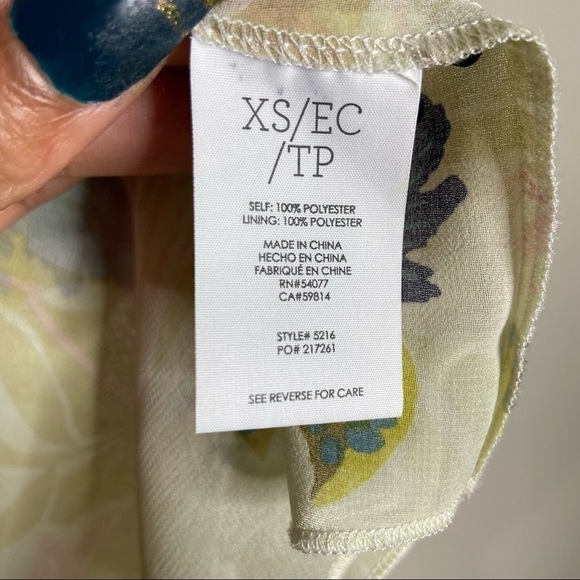 XS/EC
/TP
SELF: 100% POLYESTER
LINING: 100% POLYESTER
MADE IN CHINA
HECHO EN CHINA
FABRIQUÉ EN CHINE
RN#54077
CA#59814
STYLE# 5216
PO# 217261
SEE REVERSE FOR CARE